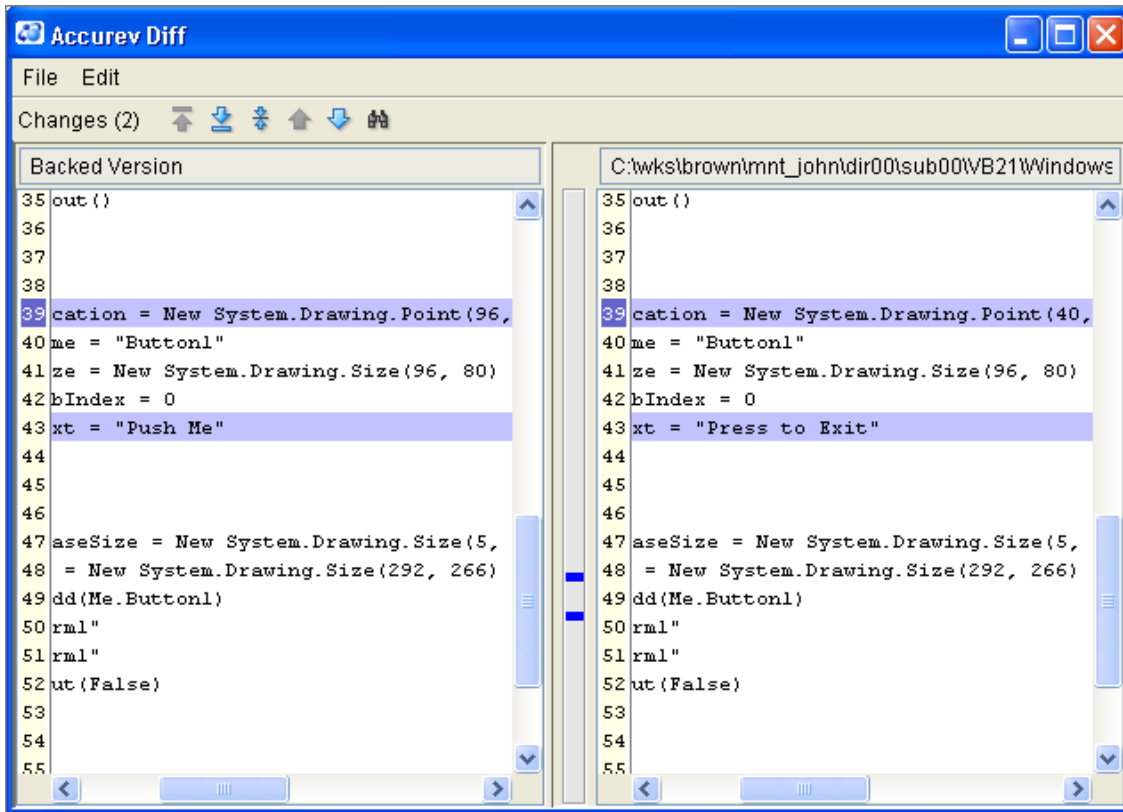 Accurev Diff
File Edit
Changes (2)
Backed Version
35 out()
36
37
38
39 cation = New System.Drawing.Point(96,
40 me = "Button1"
41 ze = New System.Drawing.Size(96, 80)
42 bIndex = 0
43 xt = "Push Me"
44
45
46
47 aseSize = New System.Drawing.Size(5,
48 = New System.Drawing.Size(292, 266)
49 dd(Me.Button1)
50 rm1"
51 rm1"
52 ut(False)
53
54
55
C:\wks\brown\mnt_john\dir00\sub00\VB21\Windows
35 out()
36
37
38
39 cation = New System.Drawing.Point(40,
40 me = "Button1"
41 ze = New System.Drawing.Size(96, 80)
42 bIndex = 0
43 xt = "Press to Exit"
44
45
46
47 aseSize = New System.Drawing.Size(5,
48 = New System.Drawing.Size(292, 266)
49 dd(Me.Button1)
50 rm1"
51 rm1"
52 ut(False)
53
54
55